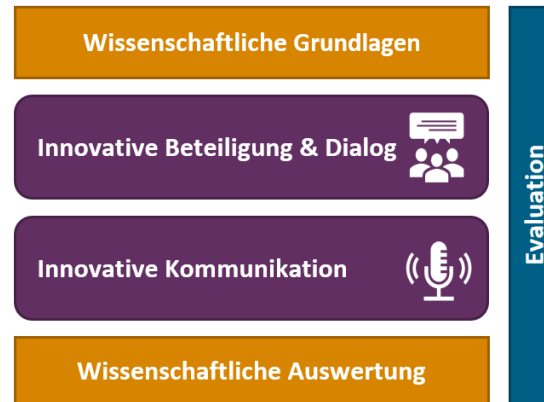 Wissenschaftliche Grundlagen
Innovative Beteiligung & Dialog
Innovative Kommunikation
Wissenschaftliche Auswertung
Evaluation